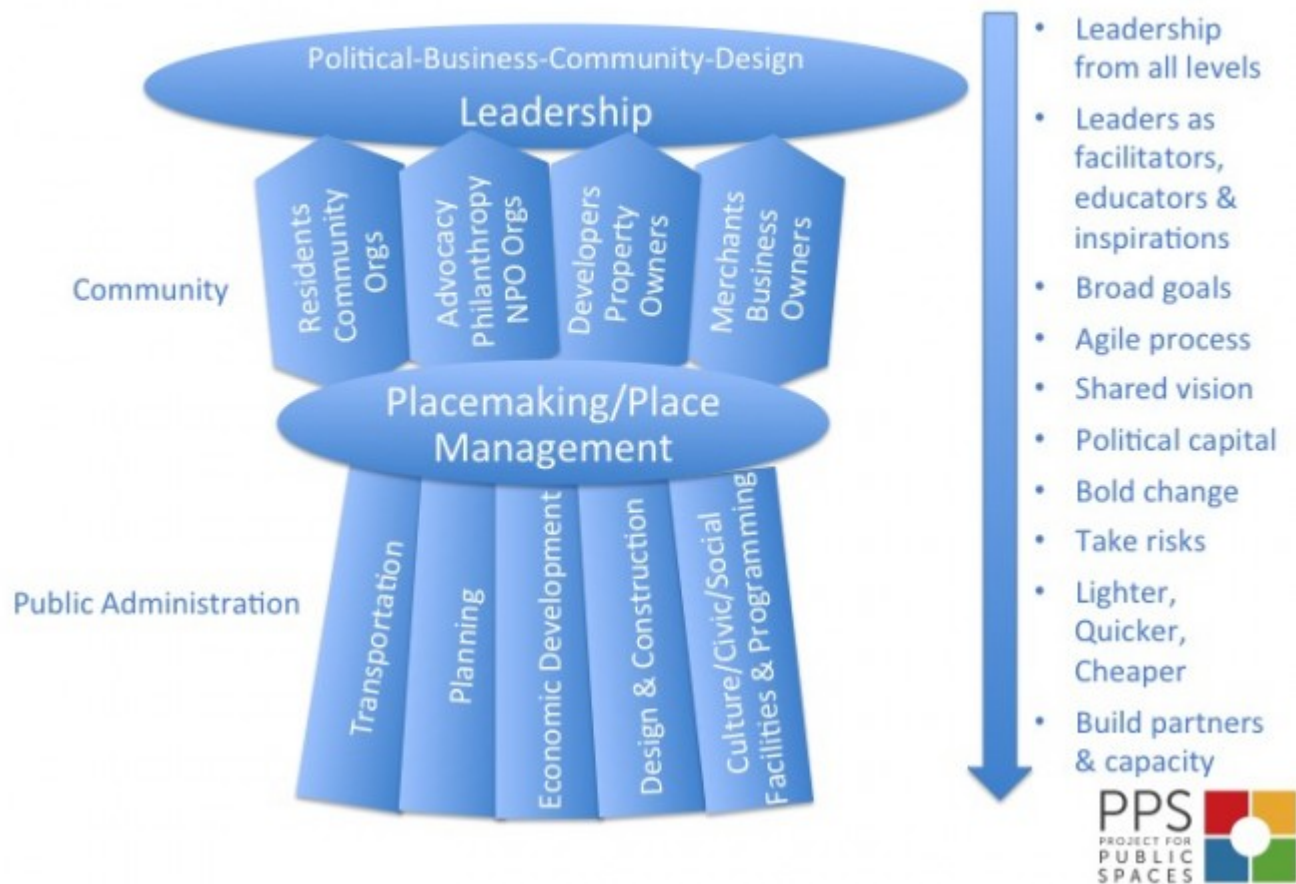 Political-Business-Community-Design
Leadership
Community
Residents
Community
Orgs
Advocacy
Philanthropy
NPO Orgs
Developers
Property
Owners
Merchants
Business
Owners
Placemaking/Place
Management
Public Administration
Transportation
Planning
Economic Development
Design & Construction
Culture/Civic/Social
Facilities & Programming
• Leadership
from all levels
• Leaders as
facilitators,
educators &
inspirations
• Broad goals
• Agile process
• Shared vision
• Political capital
• Bold change
• Take risks
• Lighter,
Quicker,
Cheaper
• Build partners
& capacity
PPS
PROJECT FOR
PUBLIC
SPACES